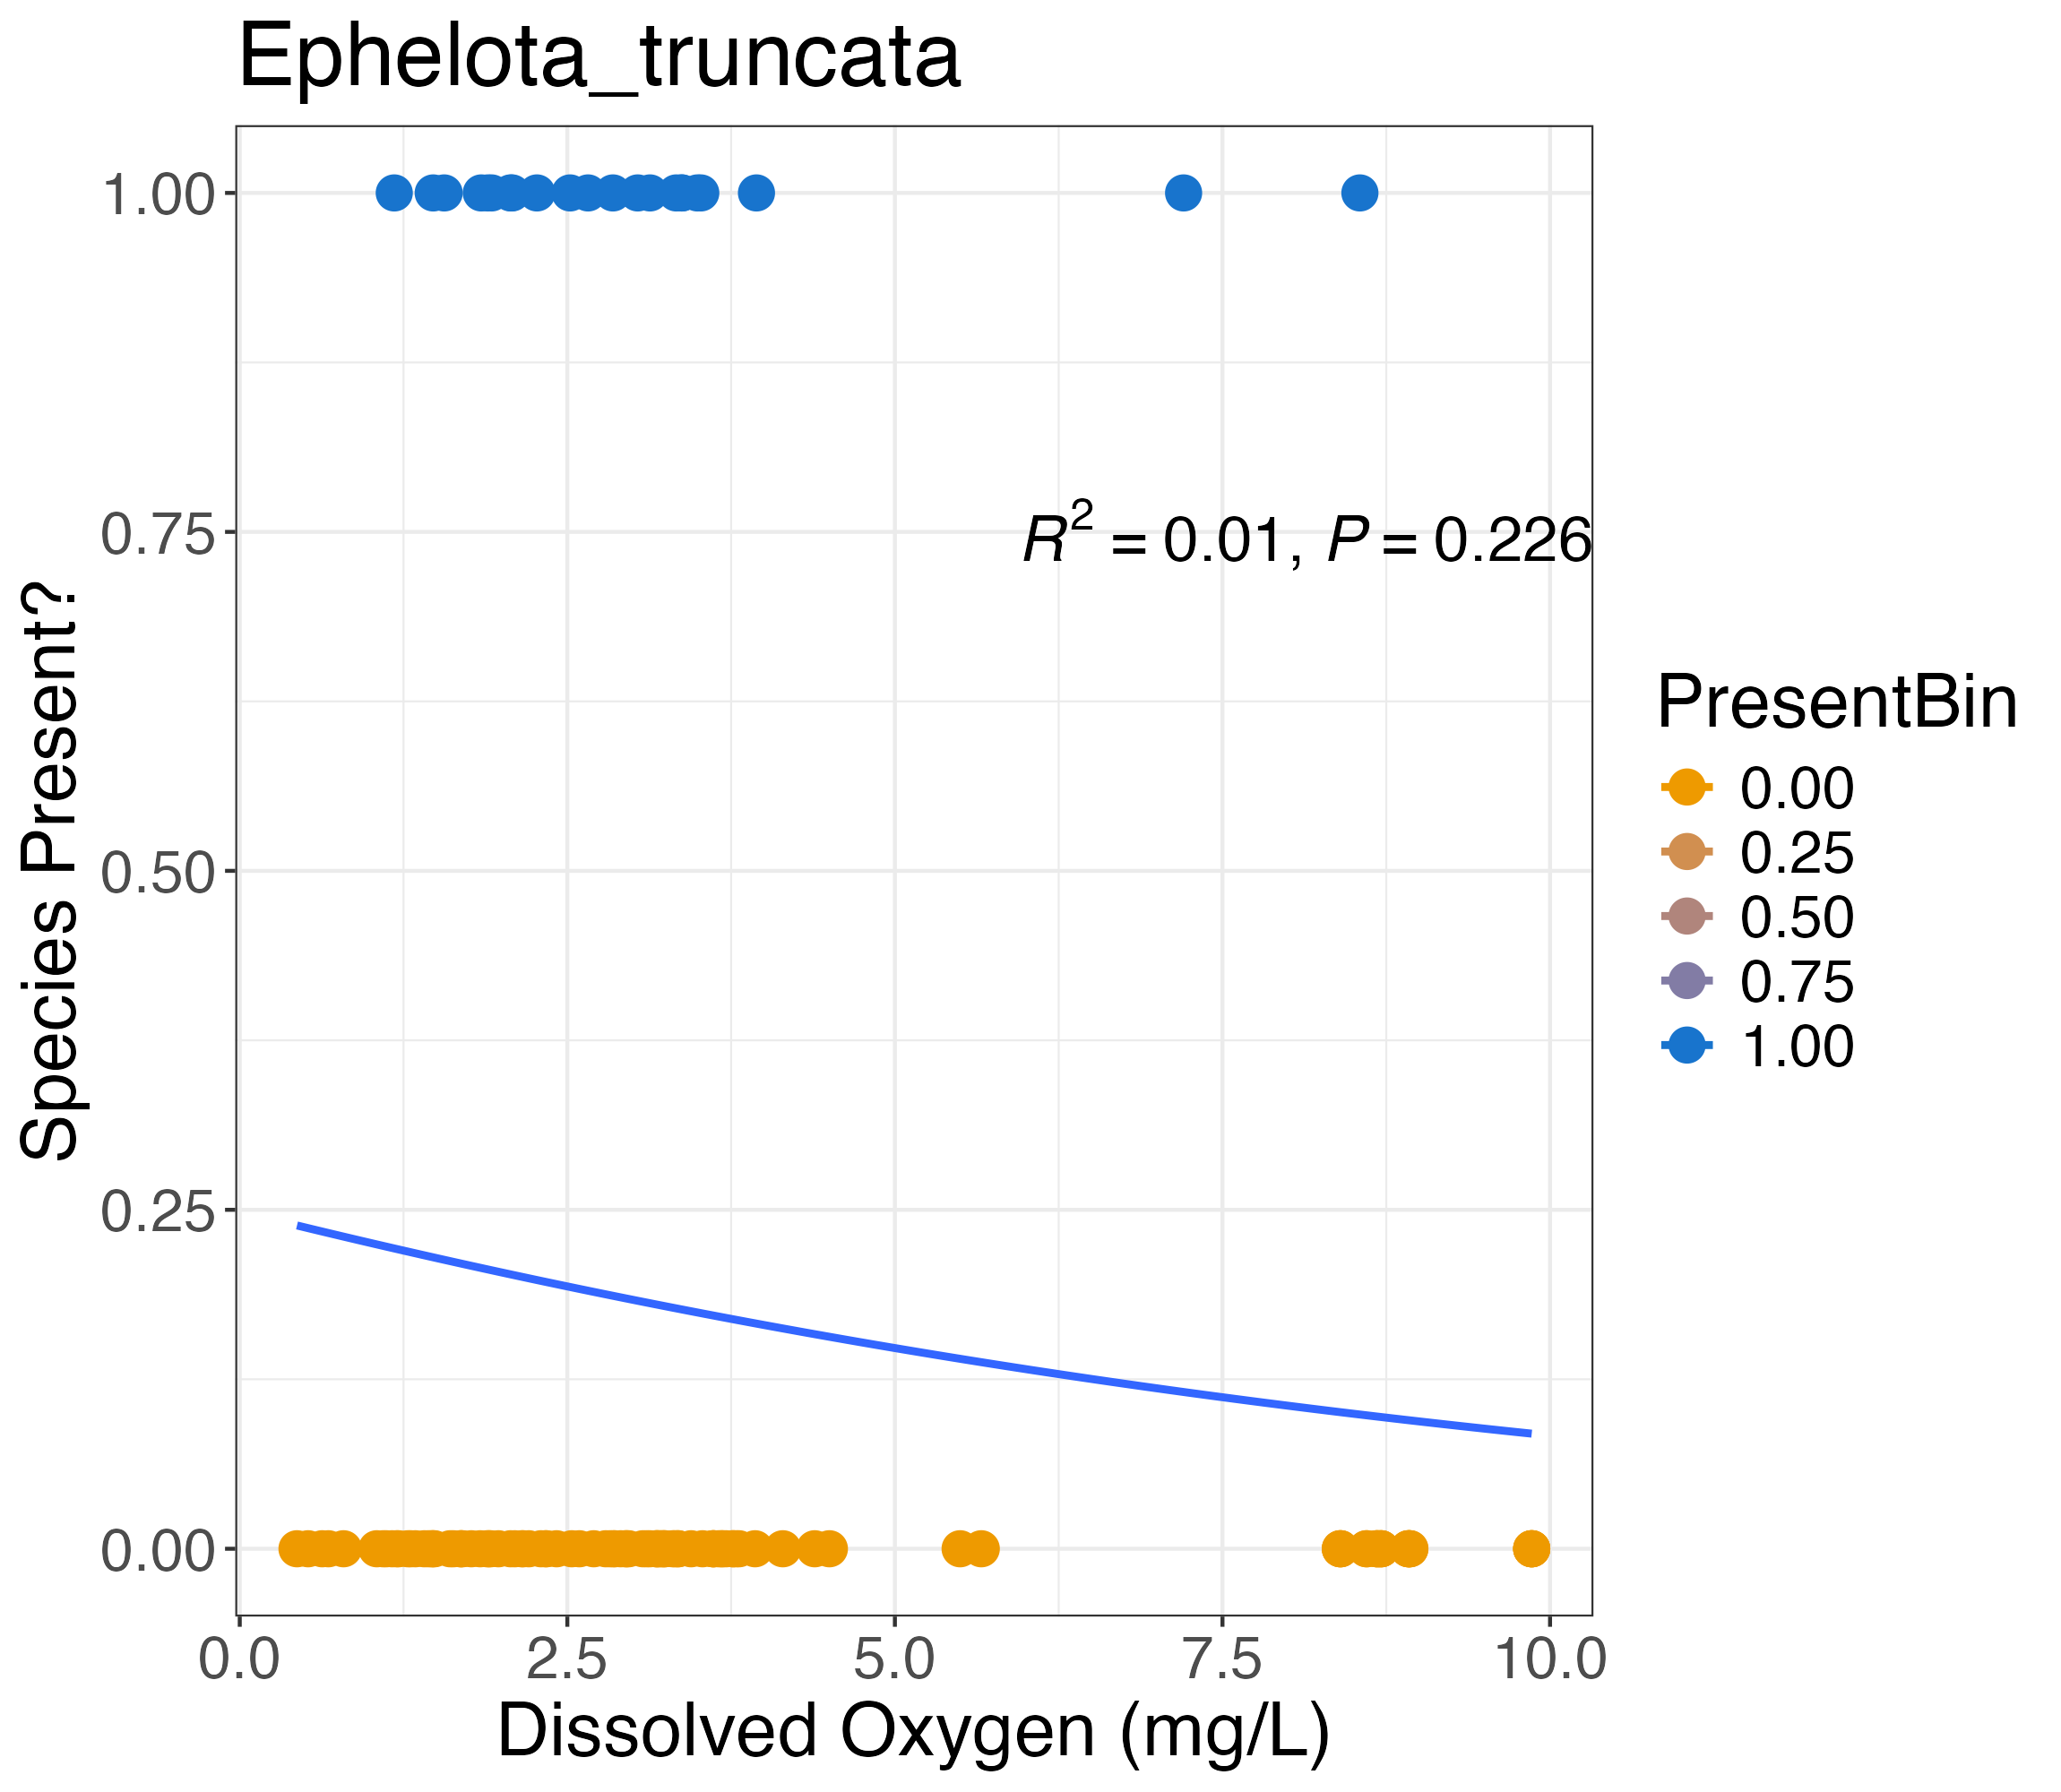 Ephelota_truncata
1.00
0.75
0.50
0.25
0.00
Species Present?
R² = 0.01, P = 0.226
0.0 2.5 5.0 7.5 10.0
Dissolved Oxygen (mg/L)
PresentBin
0.00
0.25
0.50
0.75
1.00